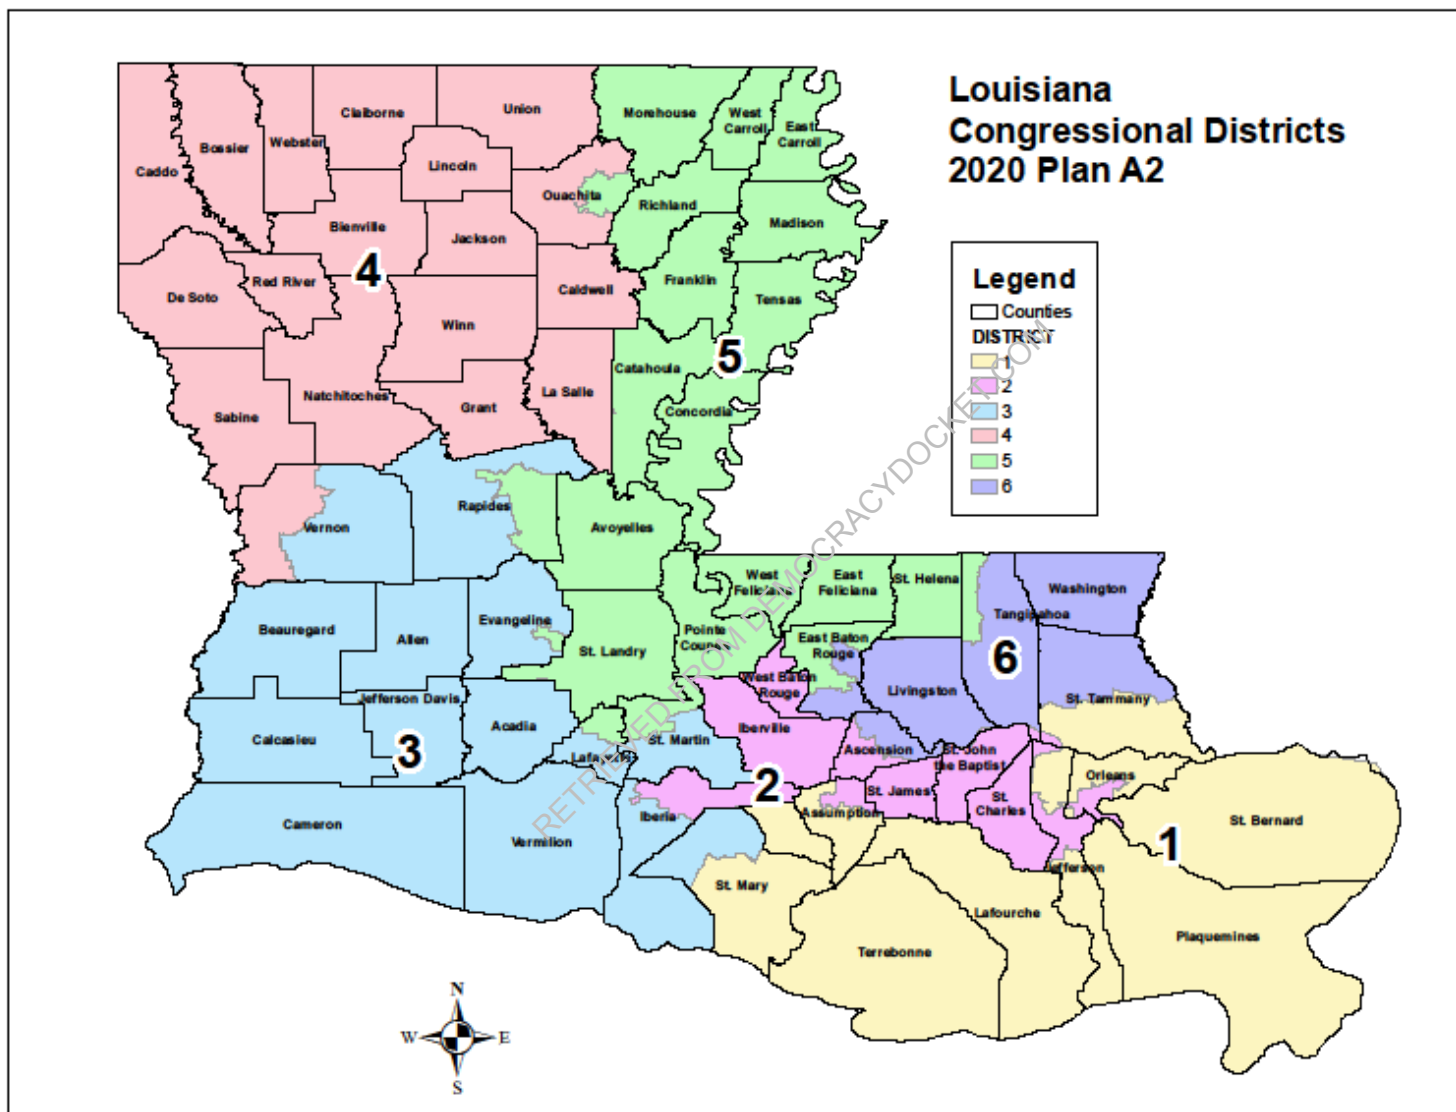 Louisiana
Congressional Districts
2020 Plan A2
Legend
Counties
DISTRICT
1
2
3
4
5
6
Caddo
Bossier
Webster
Claiborne
Union
Lincoln
Morehouse
West
Carroll
East
Carroll
Ouachita
Richland
Madison
Bienville
Jackson
De Soto
Red River
4
Winn
Caldwell
Franklin
Tensas
Sabine
Natchitoches
Grant
La Salle
Catahoula
5
Concordia
Vernon
Rapides
Avoyelles
Beauregard
Allen
Evangeline
St. Landry
Pointe
Coupee
West
Feliciana
East
Feliciana
St. Helena
Tangipahoa
Washington
6
East Baton
Rouge
West Baton
Rouge
Livingston
St. Tammany
Calcasieu
Jefferson Davis
3
Acadia
Lafayette
St. Martin
Iberville
Ascension
St. John
the Baptist
2
St. James
St.
Charles
Orleans
Cameron
Vermilion
Iberia
Assumption
Jefferson
1
St. Bernard
St. Mary
Terrebonne
Lafourche
Plaquemines
N
W
E
S
RETRIEVED FROM DEMOCRACYDOCKET.COM